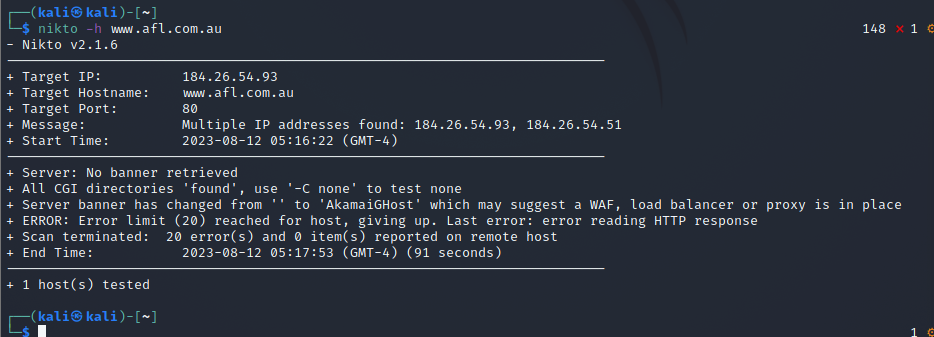 ┌──(kali㉿kali)-[~]
└─$ nikto -h www.afl.com.au 148 ⨯ 1 ⚙
- Nikto v2.1.6
---------------------------------------------------------------------------
+ Target IP: 184.26.54.93
+ Target Hostname: www.afl.com.au
+ Target Port: 80
+ Message: Multiple IP addresses found: 184.26.54.93, 184.26.54.51
+ Start Time: 2023-08-12 05:16:22 (GMT-4)
---------------------------------------------------------------------------
+ Server: No banner retrieved
+ All CGI directories 'found', use '-C none' to test none
+ Server banner has changed from '' to 'AkamaiGHost' which may suggest a WAF, load balancer or proxy is in place
+ ERROR: Error limit (20) reached for host, giving up. Last error: error reading HTTP response
+ Scan terminated:  20 error(s) and 0 item(s) reported on remote host
+ End Time: 2023-08-12 05:17:53 (GMT-4) (91 seconds)
---------------------------------------------------------------------------
+ 1 host(s) tested
┌──(kali㉿kali)-[~]
└─$ 1 ⚙